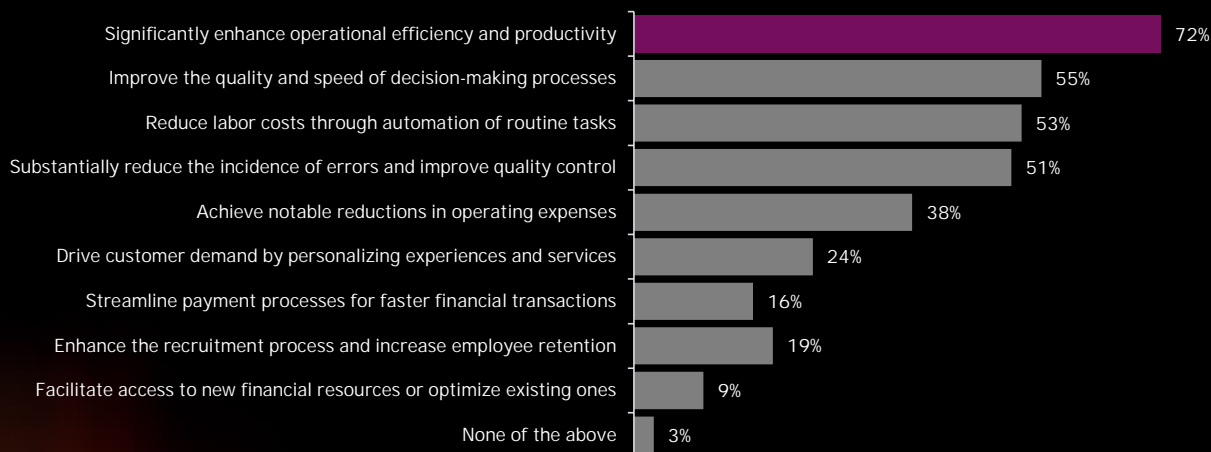 Significantly enhance operational efficiency and productivity 72%
Improve the quality and speed of decision-making processes 55%
Reduce labor costs through automation of routine tasks 53%
Substantially reduce the incidence of errors and improve quality control 51%
Achieve notable reductions in operating expenses 38%
Drive customer demand by personalizing experiences and services 24%
Streamline payment processes for faster financial transactions 16%
Enhance the recruitment process and increase employee retention 19%
Facilitate access to new financial resources or optimize existing ones 9%
None of the above 3%